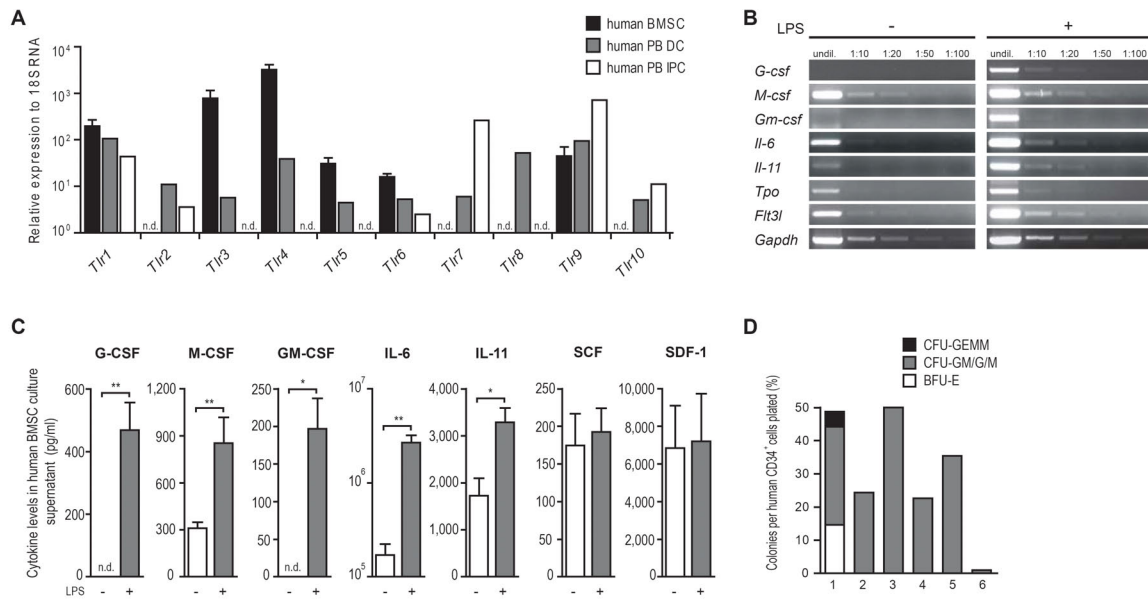 A
human BMSC
human PB DC
human PB IPC
Relative expression to 18S RNA
10⁴
10³
10²
10¹
10⁰
n.d. n.d. n.d. n.d. n.d. n.d. n.d. n.d.
Tlr1 Tlr2 Tlr3 Tlr4 Tlr5 Tlr6 Tlr7 Tlr8 Tlr9 Tlr10
B
LPS - +
undil. 1:10 1:20 1:50 1:100 undil. 1:10 1:20 1:50 1:100
G-csf
M-csf
Gm-csf
Il-6
Il-11
Tpo
Flt3l
Gapdh
C
Cytokine levels in human BMSC culture
supernatant (pg/ml)
G-CSF
600
400
200
0
**
n.d.
M-CSF
1,200
900
600
300
0
**
GM-CSF
250
200
150
100
50
0
*
n.d.
IL-6
10⁷
10⁶
10⁵
**
IL-11
4,400
3,300
2,200
1,100
0
*
SCF
250
200
150
100
50
0
SDF-1
10,000
8,000
6,000
4,000
2,000
0
LPS - + - + - + - + - + - + - +
D
CFU-GEMM
CFU-GM/G/M
BFU-E
Colonies per human CD34⁺ cells plated (%)
50
40
30
20
10
0
1 2 3 4 5 6